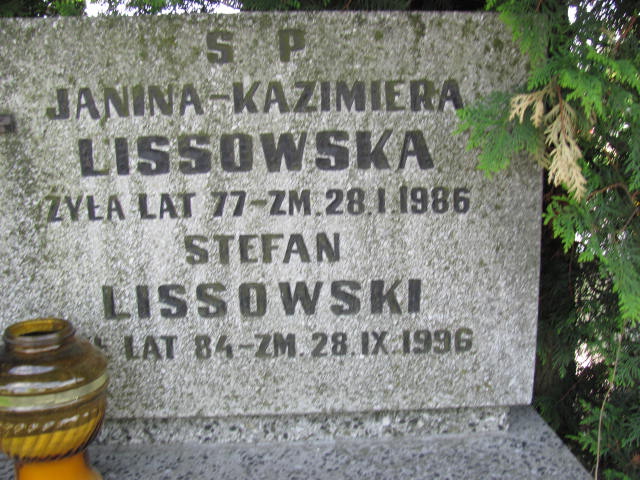 Ś P
JANINA-KAZIMIERA
LISSOWSKA
ŻYŁA LAT 77-ZM.28.I.1986
STEFAN
LISSOWSKI
LAT 84-ZM.28.IX.1996